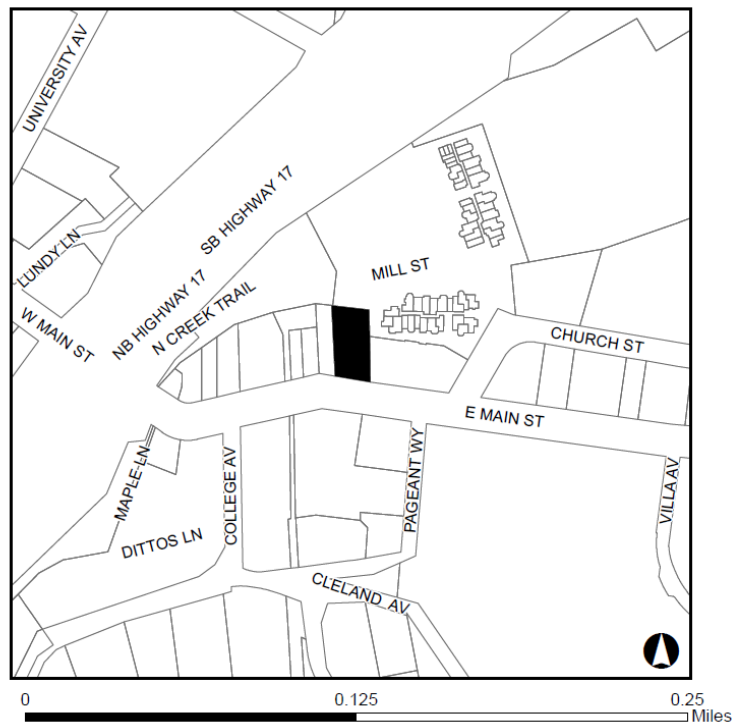 UNIVERSITY AV
SB HIGHWAY 17
LUNDY LN
MILL ST
NB HIGHWAY 17
N CREEK TRAIL
W MAIN ST
CHURCH ST
E MAIN ST
MAPLE LN
COLLEGE AV
PAGEANT WY
VILLA AV
DITTOS LN
CLELAND AV
0 0.125 0.25
Miles